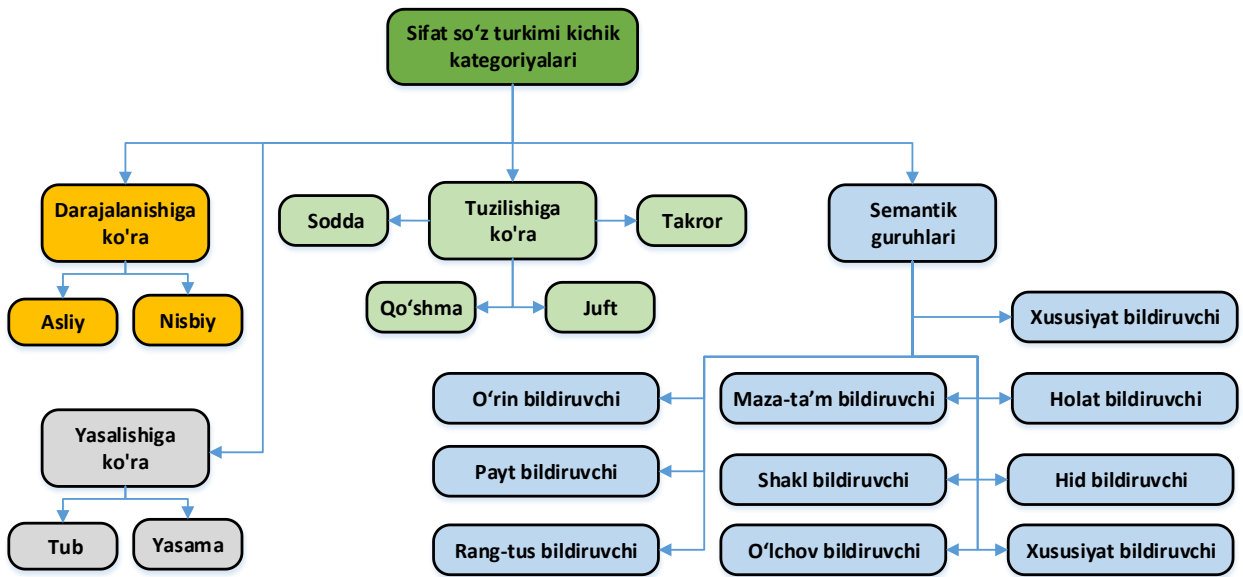 Sifat so‘z turkimi kichik
kategoriyalari
Darajalanishiga
ko'ra
Asliy
Nisbiy
Yasalishiga
ko'ra
Tub
Yasama
Sodda
Tuzilishiga
ko'ra
Takror
Qo‘shma
Juft
Semantik
guruhlari
Xususiyat bildiruvchi
O‘rin bildiruvchi
Maza-ta’m bildiruvchi
Holat bildiruvchi
Payt bildiruvchi
Shakl bildiruvchi
Hid bildiruvchi
Rang-tus bildiruvchi
O‘lchov bildiruvchi
Xususiyat bildiruvchi